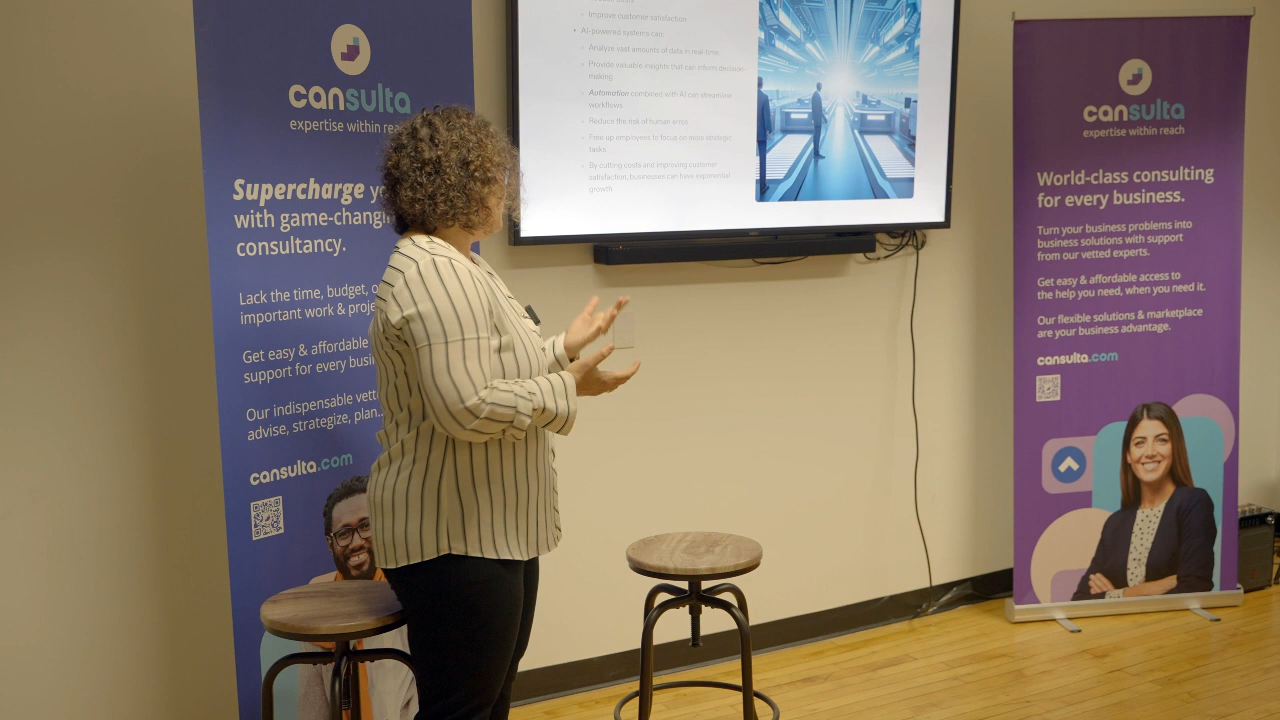 cansulta
expertise within reach
Supercharge
with game-changin
consultancy.
Lack the time, budget,
important work &
Get easy & affordable
support for every
Our indispensable
advise, strategize, plan..
cansulta.com
Improve customer satisfaction
AI-powered systems can:
Analyze vast amounts of data in real-time
Provide valuable insights that can inform decision-
making
Automation combined with AI can streamline
workflows
Reduce the risk of human error
Free up employees to focus on more strategic
tasks
By cutting costs and improving customer
satisfaction, businesses can have exponential
growth
cansulta
expertise within reach
World-class consulting
for every business.
Turn your business problems into
business solutions with support
from our vetted experts.
Get easy & affordable access to
the help you need, when you need it.
Our flexible solutions & marketplace
are your business advantage.
cansulta.com